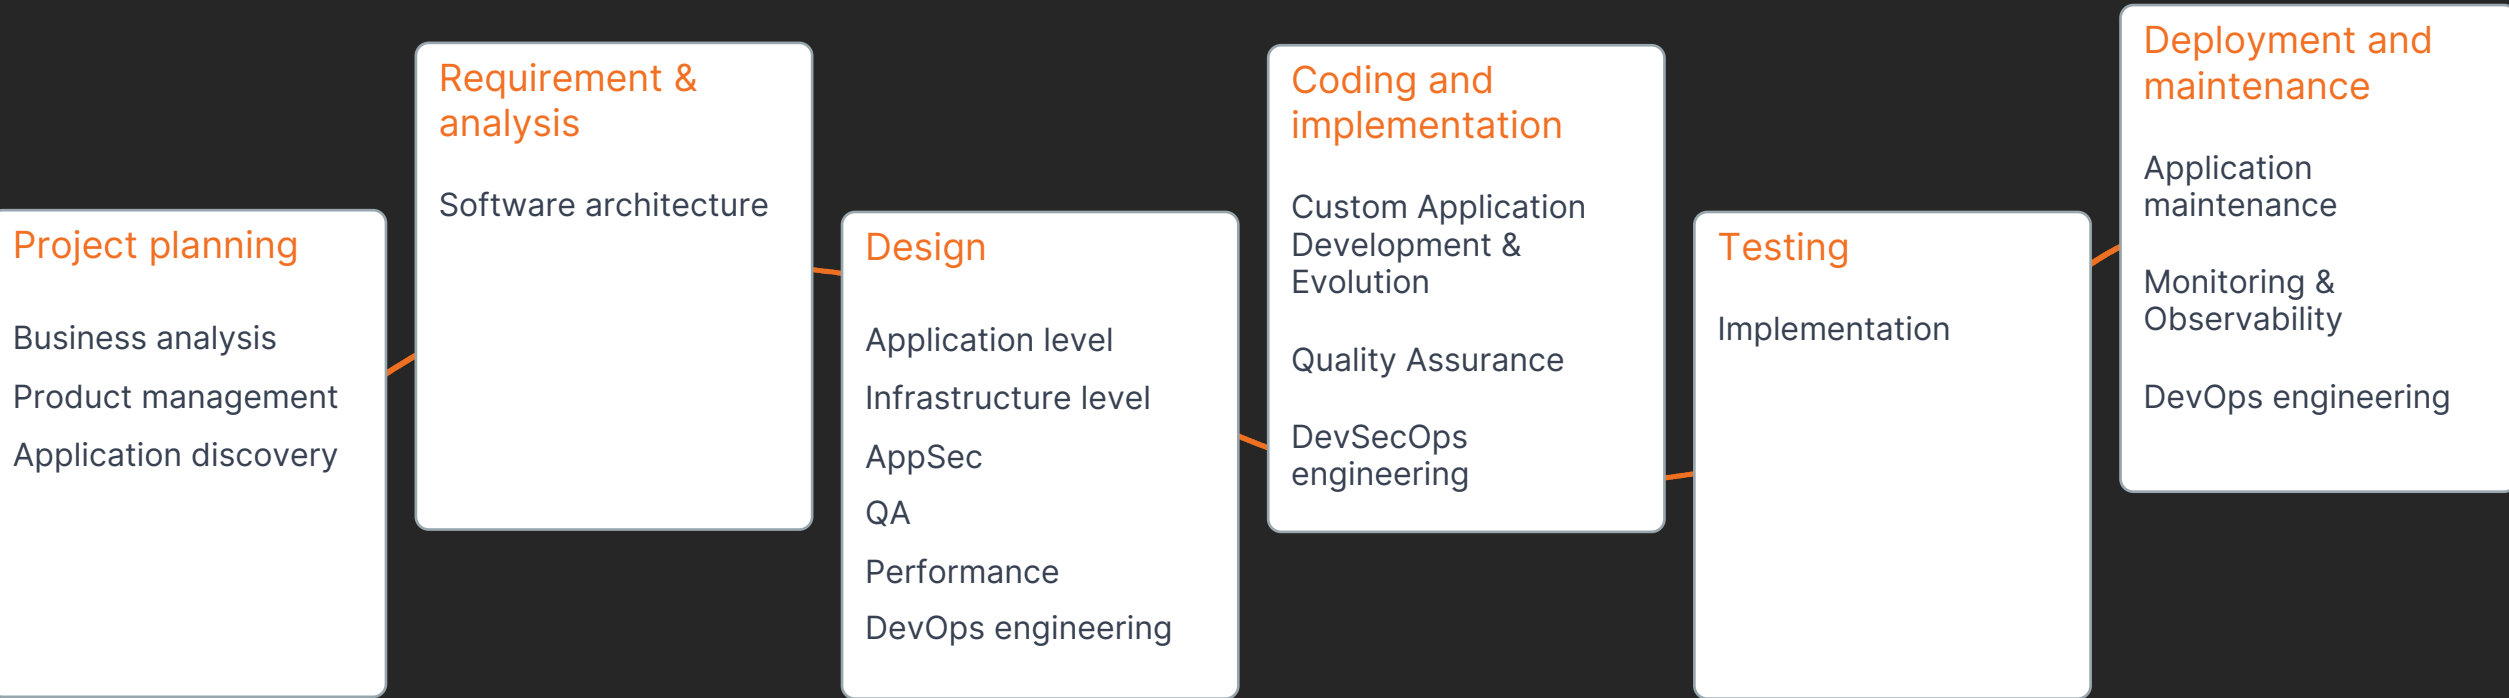 Project planning
Business analysis
Product management
Application discovery
Requirement &
analysis
Software architecture
Design
Application level
Infrastructure level
AppSec
QA
Performance
DevOps engineering
Coding and
implementation
Custom Application
Development &
Evolution
Quality Assurance
DevSecOps
engineering
Testing
Implementation
Deployment and
maintenance
Application
maintenance
Monitoring &
Observability
DevOps engineering